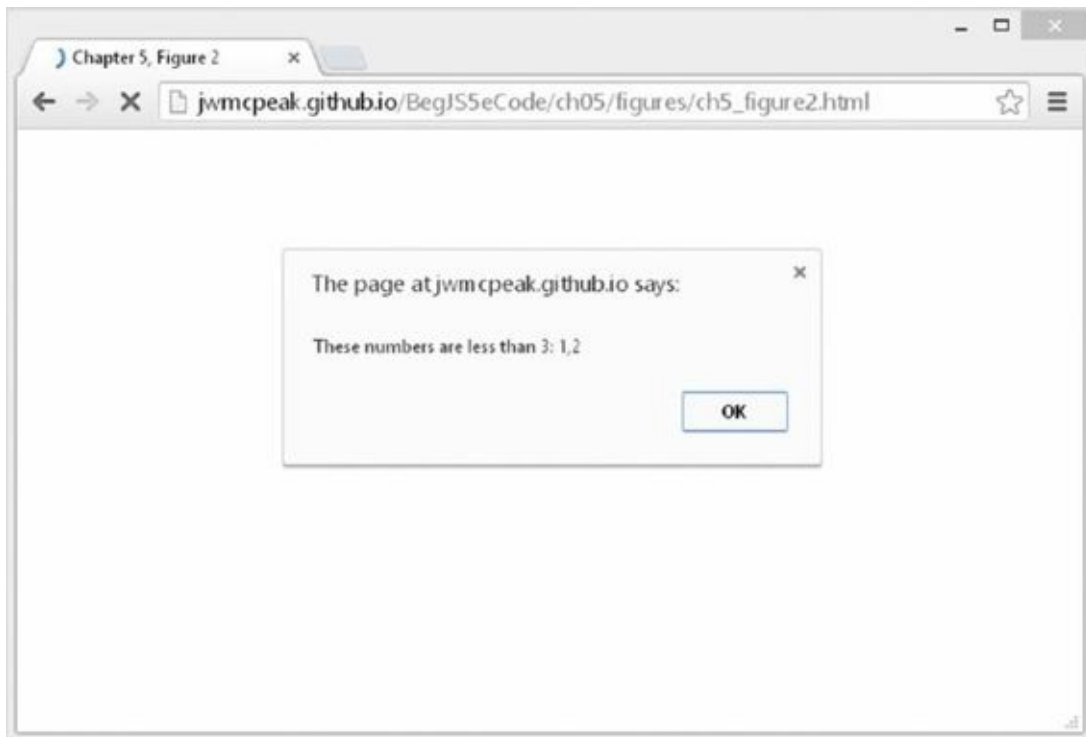 Chapter 5, Figure 2
jwmcpeak.github.io/BegJS5eCode/ch05/figures/ch5_figure2.html
The page at jwmcpeak.github.io says:
These numbers are less than 3: 1,2
OK